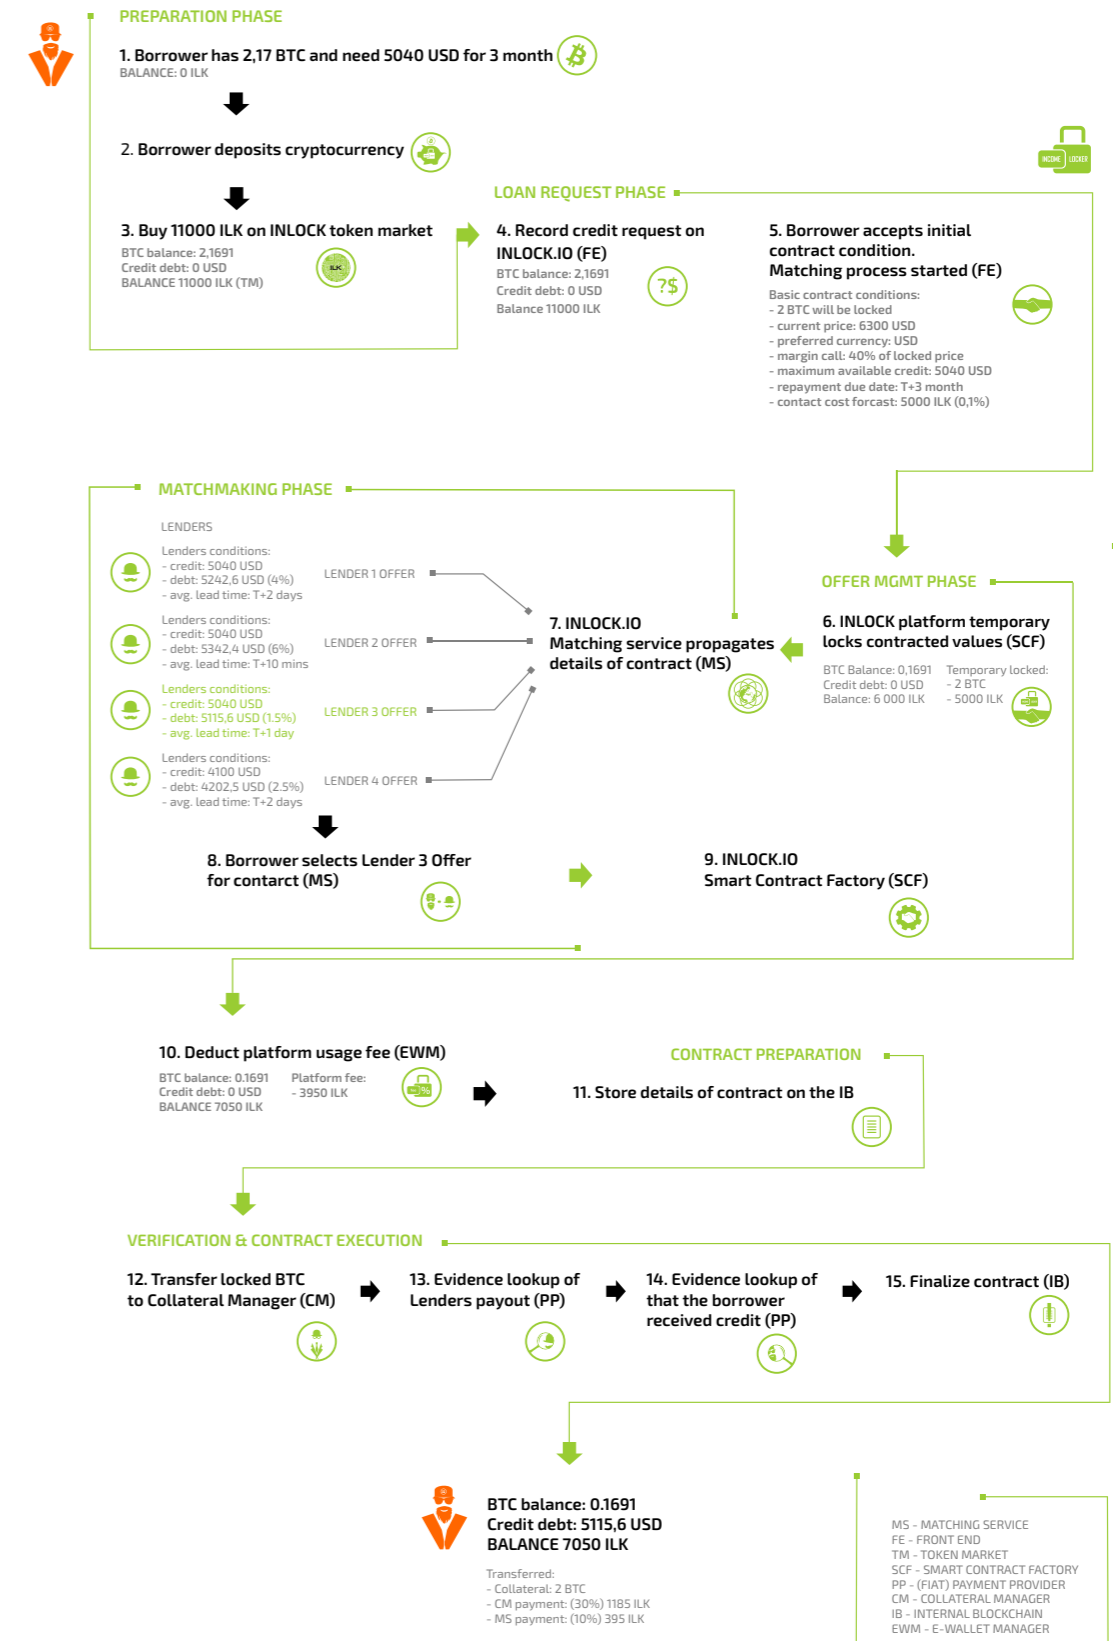 PREPARATION PHASE
1. Borrower has 2,17 BTC and need 5040 USD for 3 month
BALANCE: 0 ILK
2. Borrower deposits cryptocurrency
3. Buy 11000 ILK on INLOCK token market
BTC balance: 2,1691
Credit debt: 0 USD
BALANCE 11000 ILK (TM)
ILK
INCOME LOCKER
LOAN REQUEST PHASE
4. Record credit request on
INLOCK.IO (FE)
BTC balance: 2,1691
Credit debt: 0 USD
Balance 11000 ILK
?$
5. Borrower accepts initial
contract condition.
Matching process started (FE)
Basic contract conditions:
- 2 BTC will be locked
- current price: 6300 USD
- preferred currency: USD
- margin call: 40% of locked price
- maximum available credit: 5040 USD
- repayment due date: T+3 month
- contact cost forcast: 5000 ILK (0,1%)
MATCHMAKING PHASE
LENDERS
Lenders conditions:
- credit: 5040 USD
- debt: 5242,6 USD (4%)
- avg. lead time: T+2 days
LENDER 1 OFFER
Lenders conditions:
- credit: 5040 USD
- debt: 5342,4 USD (6%)
- avg. lead time: T+10 mins
LENDER 2 OFFER
Lenders conditions:
- credit: 5040 USD
- debt: 5115,6 USD (1.5%)
- avg. lead time: T+1 day
LENDER 3 OFFER
Lenders conditions:
- credit: 4100 USD
- debt: 4202,5 USD (2.5%)
- avg. lead time: T+2 days
LENDER 4 OFFER
7. INLOCK.IO
Matching service propagates
details of contract (MS)
OFFER MGMT PHASE
6. INLOCK platform temporary
locks contracted values (SCF)
BTC Balance: 0,1691
Credit debt: 0 USD
Balance: 6 000 ILK
Temporary locked:
- 2 BTC
- 5000 ILK
8. Borrower selects Lender 3 Offer
for contarct (MS)
9. INLOCK.IO
Smart Contract Factory (SCF)
10. Deduct platform usage fee (EWM)
BTC balance: 0.1691
Credit debt: 0 USD
BALANCE 7050 ILK
Platform fee:
- 3950 ILK
%
CONTRACT PREPARATION
11. Store details of contract on the IB
VERIFICATION & CONTRACT EXECUTION
12. Transfer locked BTC
to Collateral Manager (CM)
13. Evidence lookup of
Lenders payout (PP)
14. Evidence lookup of
that the borrower
received credit (PP)
15. Finalize contract (IB)
BTC balance: 0.1691
Credit debt: 5115,6 USD
BALANCE 7050 ILK
Transferred:
- Collateral: 2 BTC
- CM payment: (30%) 1185 ILK
- MS payment: (10%) 395 ILK
MS - MATCHING SERVICE
FE - FRONT END
TM - TOKEN MARKET
SCF - SMART CONTRACT FACTORY
PP - (FIAT) PAYMENT PROVIDER
CM - COLLATERAL MANAGER
IB - INTERNAL BLOCKCHAIN
EWM - E-WALLET MANAGER